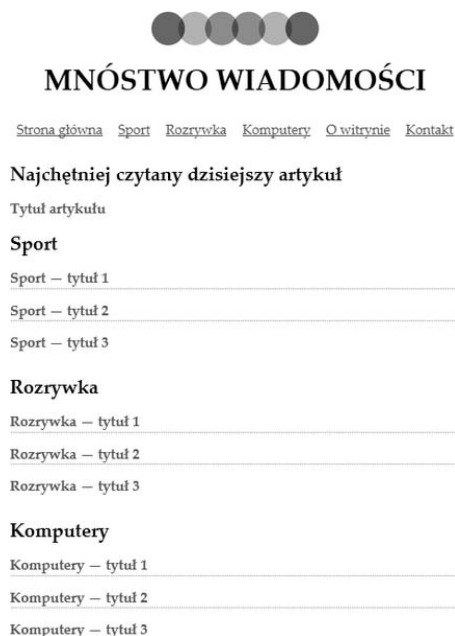 MNÓSTWO WIADOMOŚCI
Strona główna Sport Rozrywka Komputery O witrynie Kontakt
Najchętniej czytany dzisiejszy artykuł
Tytuł artykułu
Sport
Sport — tytuł 1
Sport — tytuł 2
Sport — tytuł 3
Rozrywka
Rozrywka — tytuł 1
Rozrywka — tytuł 2
Rozrywka — tytuł 3
Komputery
Komputery — tytuł 1
Komputery — tytuł 2
Komputery — tytuł 3